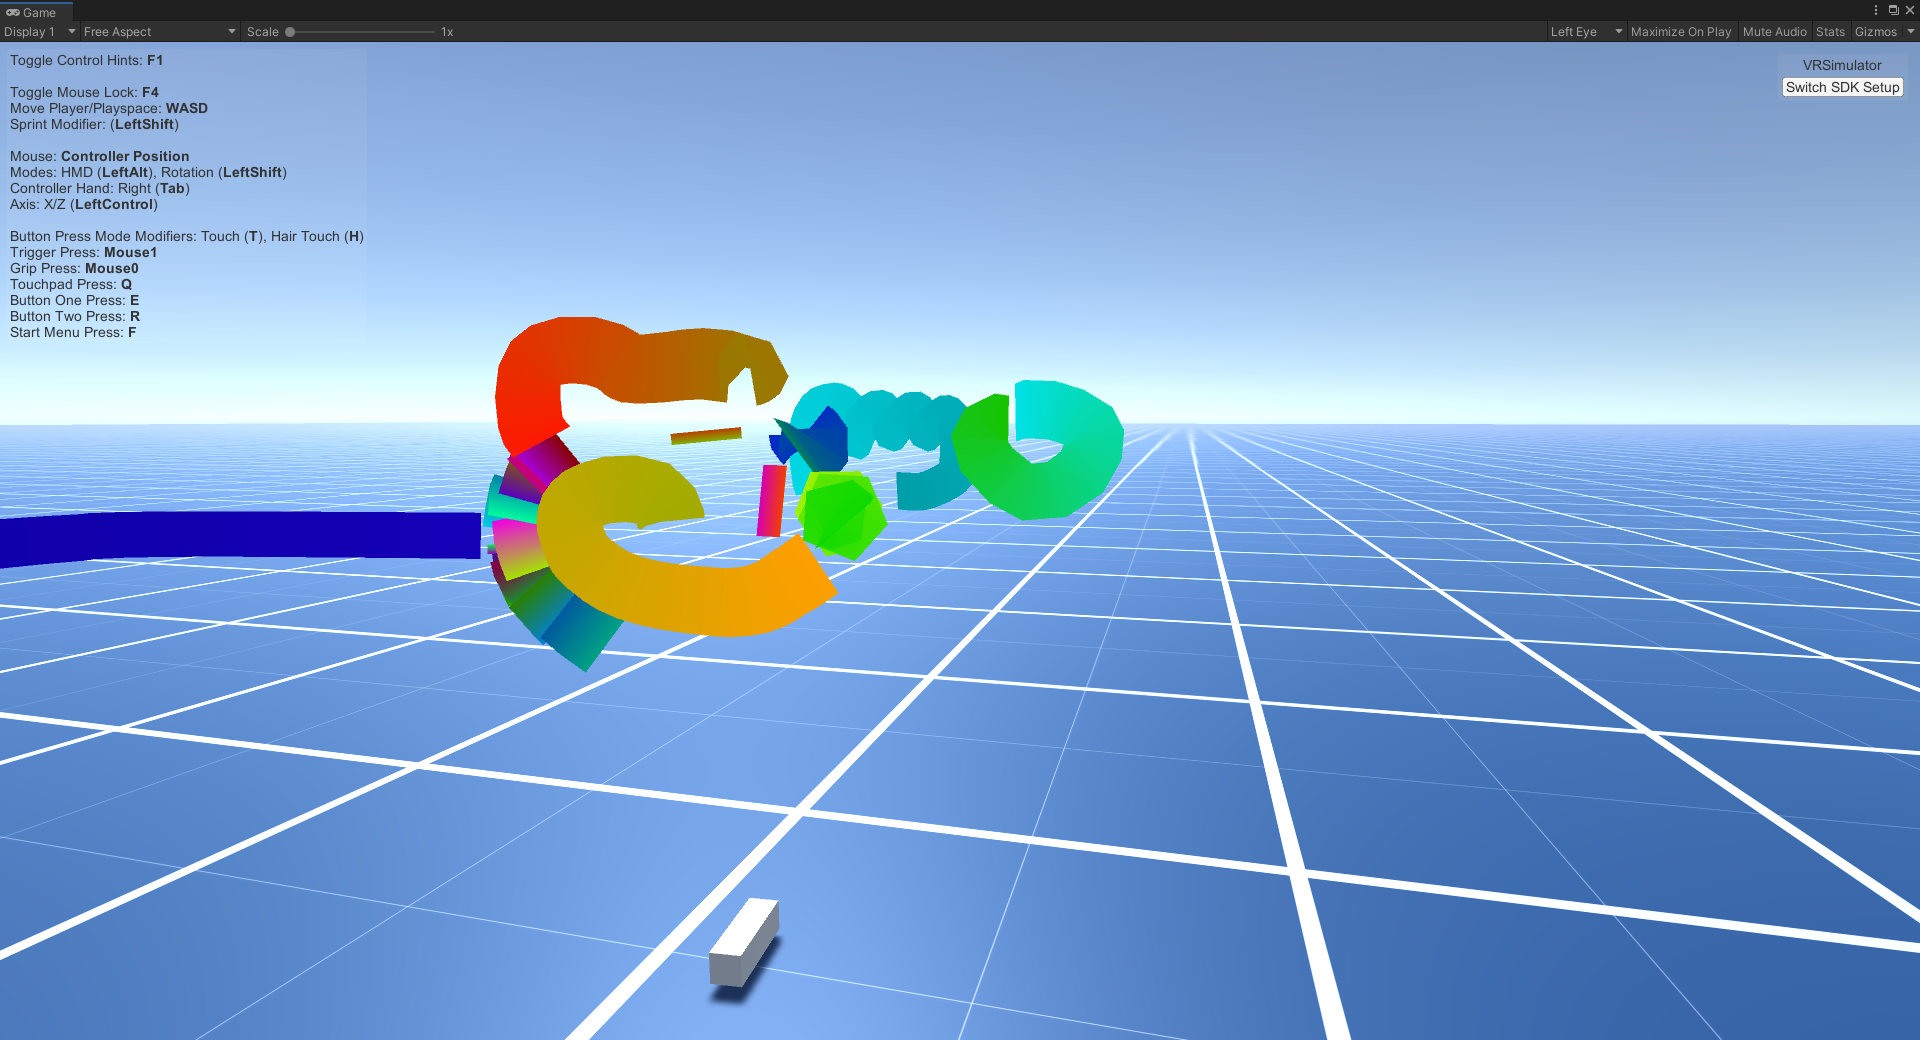 Game
Display 1 Free Aspect Scale 1x Left Eye Maximize On Play Mute Audio Stats Gizmos
Toggle Control Hints: F1
Toggle Mouse Lock: F4
Move Player/Playspace: WASD
Sprint Modifier: (LeftShift)
Mouse: Controller Position
Modes: HMD (LeftAlt), Rotation (LeftShift)
Controller Hand: Right (Tab)
Axis: X/Z (LeftControl)
Button Press Mode Modifiers: Touch (T), Hair Touch (H)
Trigger Press: Mouse1
Grip Press: Mouse0
Touchpad Press: Q
Button One Press: E
Button Two Press: R
Start Menu Press: F
VRSimulator
Switch SDK Setup